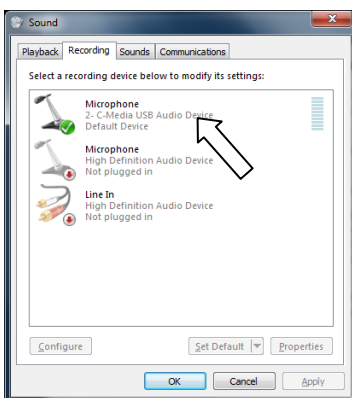 Sound
Playback Recording Sounds Communications
Select a recording device below to modify its settings:
Microphone
2- C-Media USB Audio Device
Default Device
Microphone
High Definition Audio Device
Not plugged in
Line In
High Definition Audio Device
Not plugged in
Configure Set Default Properties
OK Cancel Apply